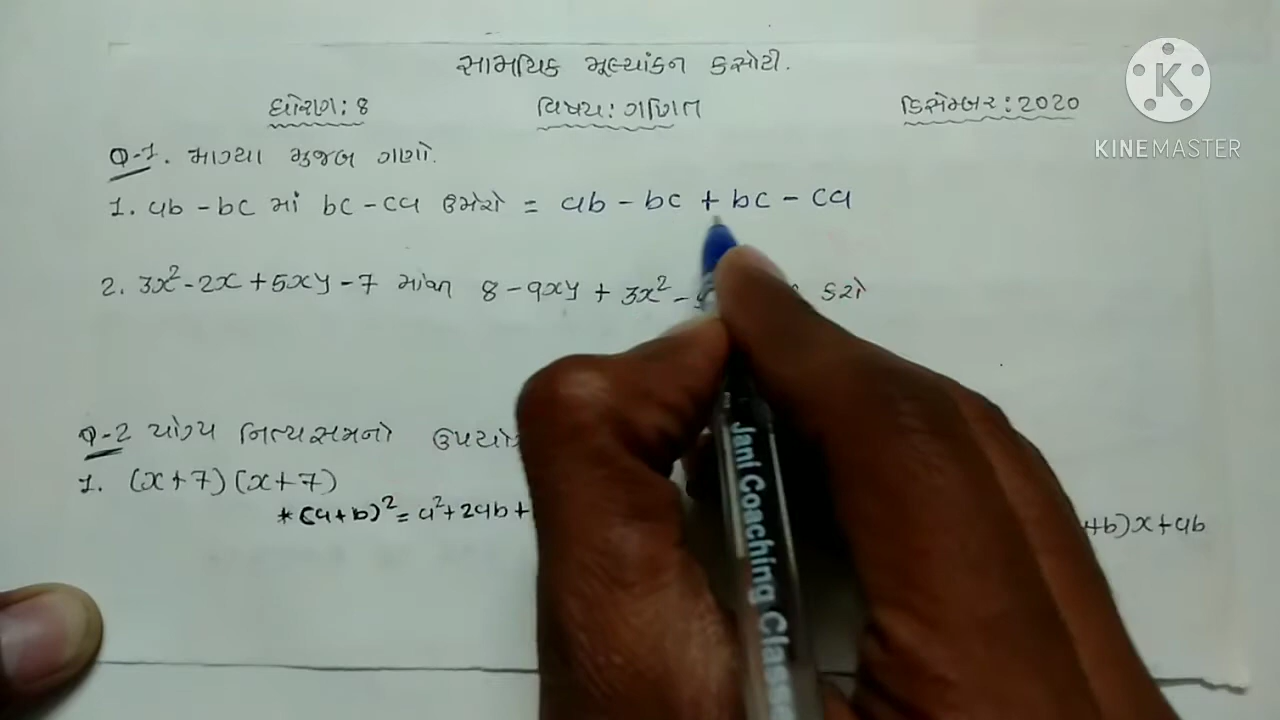 સામયિક મૂલ્યાંકન કસોટી.
ધોરણ: 8 વિષય: ગણિત ડિસેમ્બર: 2020
Q-1. માગ્યા મુજબ ગણો.
1. ab - bc માં bc - ca ઉમેરો = ab - bc + bc - ca
2. 3x² - 2x + 5xy - 7 માંથી 8 - 9xy + 3x² - કરો
Q-2 યોગ્ય નિત્યસમનો
1. (x + 7) (x + 7)
* (a + b)² = a² + 2ab + +b)x + ab
K
KINEMASTER
Jani Coaching Classe